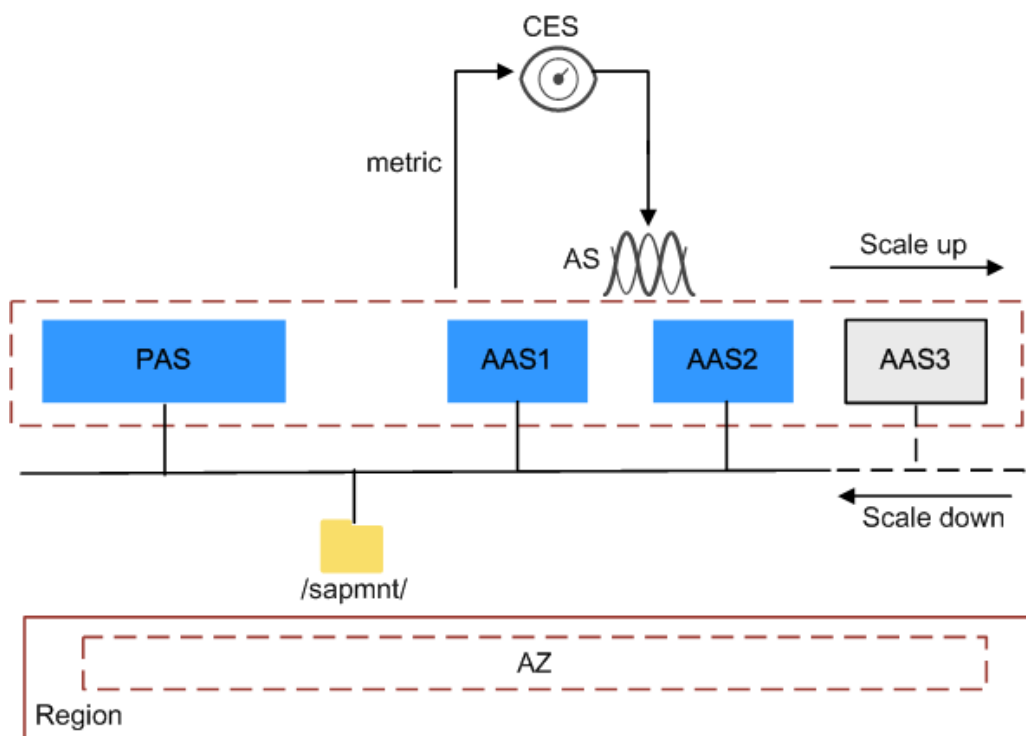 CES
metric
AS
Scale up
PAS
AAS1
AAS2
AAS3
Scale down
/sapmnt/
AZ
Region